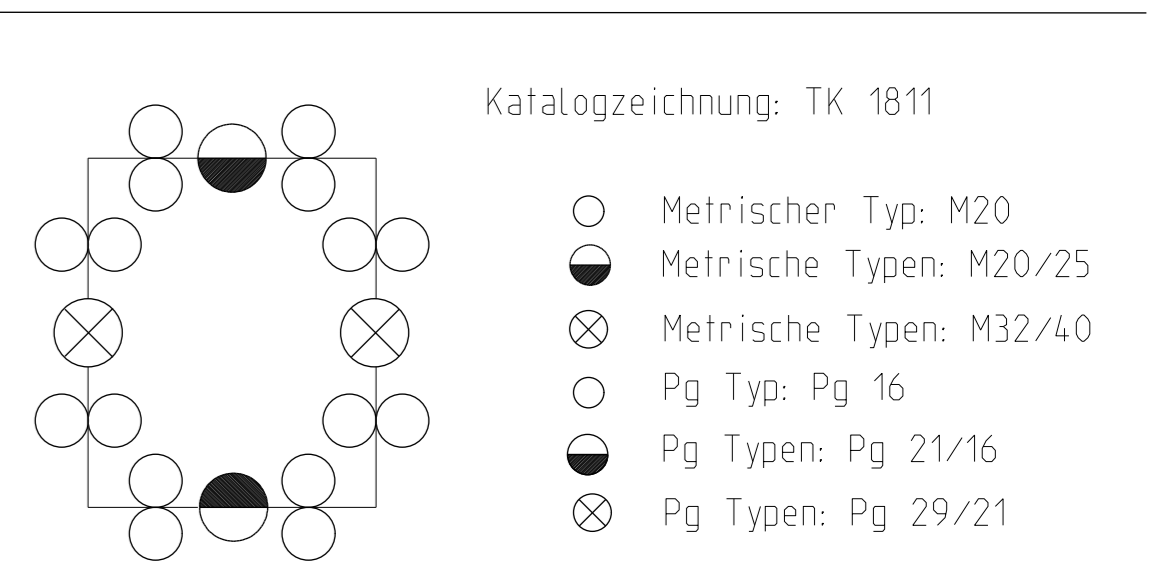 Katalogzeichnung: TK 1811
Metrischer Typ: M20
Metrische Typen: M20/25
Metrische Typen: M32/40
Pg Typ: Pg 16
Pg Typen: Pg 21/16
Pg Typen: Pg 29/21